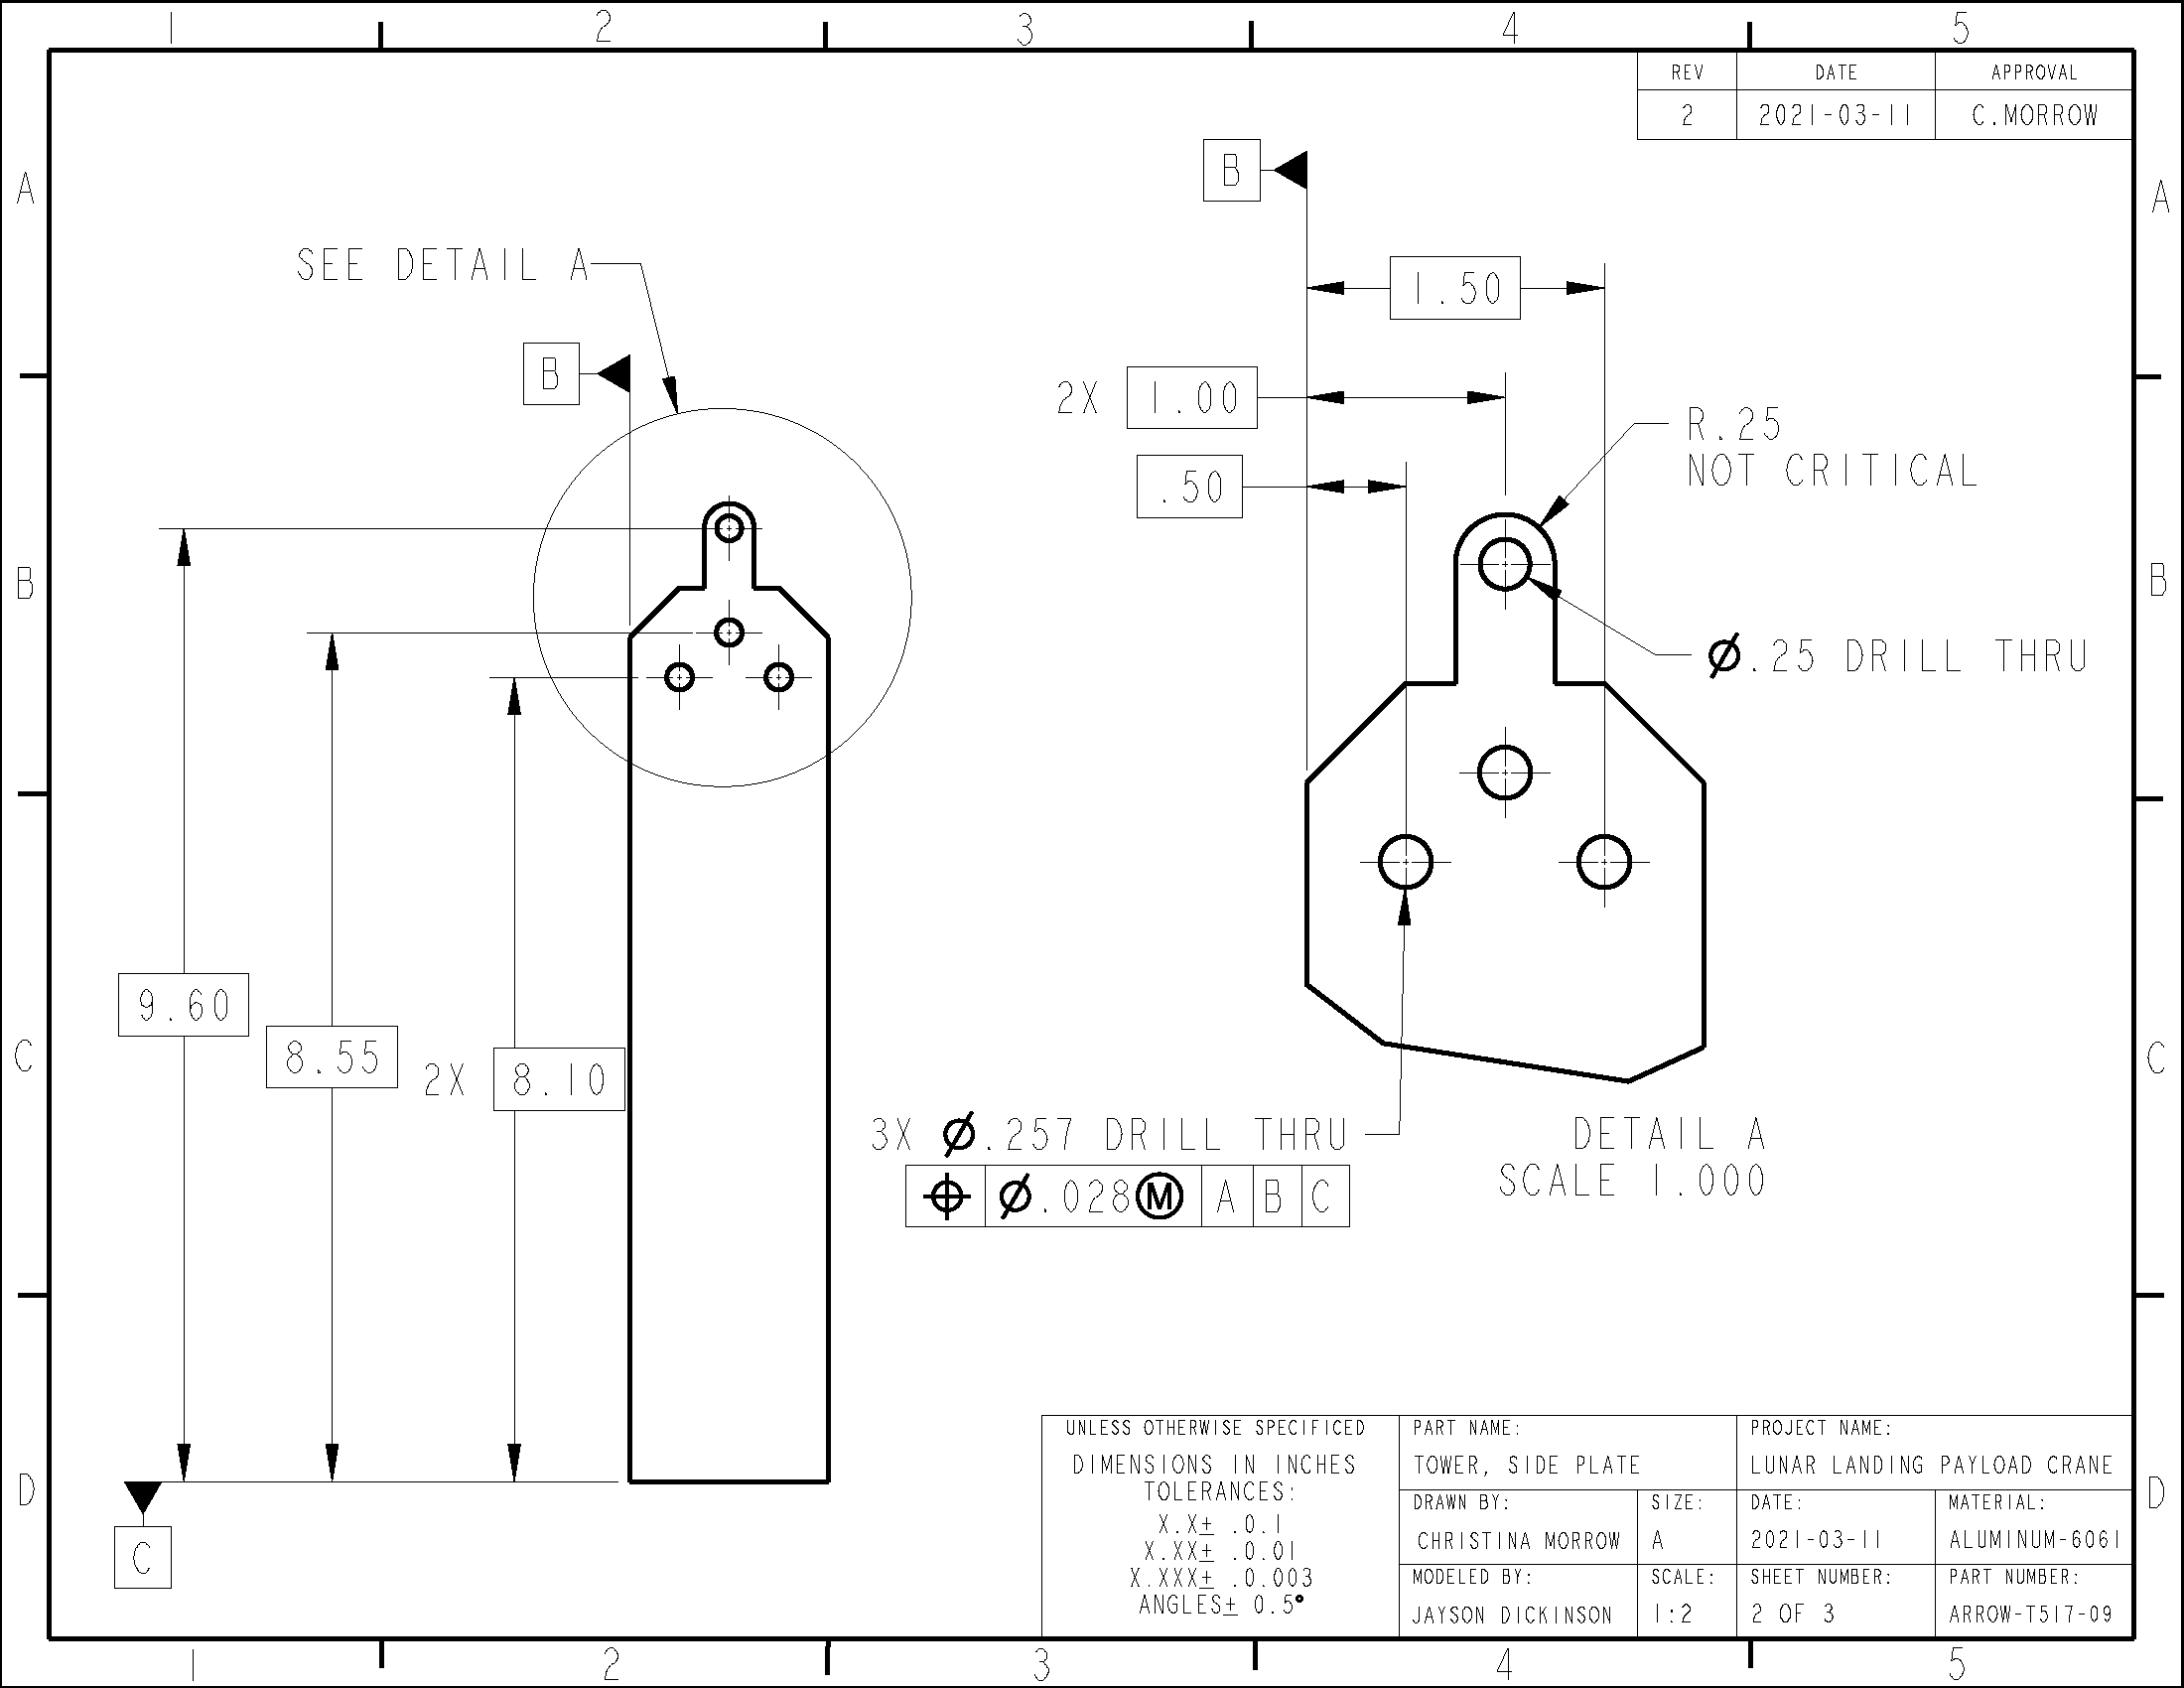 1 2 3 4 5
REV DATE APPROVAL
2 2021-03-11 C.MORROW
A A
B
SEE DETAIL A
1.50
B
2X 1.00
R.25
NOT CRITICAL
.50
B B
Ø.25 DRILL THRU
9.60
8.55
2X 8.10
C C
3X Ø.257 DRILL THRU
⌖ Ø.028Ⓜ A B C
DETAIL A
SCALE 1.000
D D
C
UNLESS OTHERWISE SPECIFICED
DIMENSIONS IN INCHES
TOLERANCES:
X.X± .0.1
X.XX± .0.01
X.XXX± .0.003
ANGLES± 0.5°
PART NAME:
TOWER, SIDE PLATE
PROJECT NAME:
LUNAR LANDING PAYLOAD CRANE
DRAWN BY:
CHRISTINA MORROW
SIZE:
A
DATE:
2021-03-11
MATERIAL:
ALUMINUM-6061
MODELED BY:
JAYSON DICKINSON
SCALE:
1:2
SHEET NUMBER:
2 OF 3
PART NUMBER:
ARROW-T517-09
1 2 3 4 5